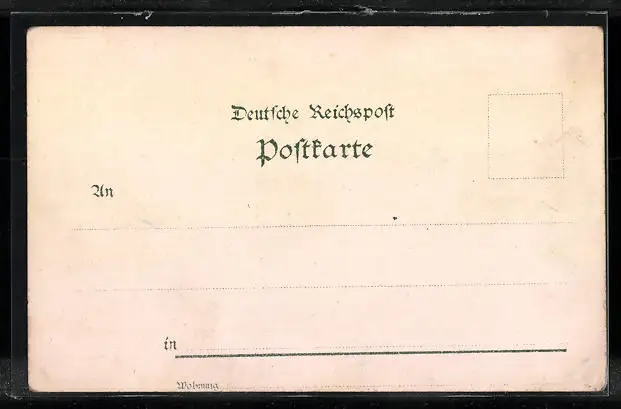 Deutſche Reichspoſt
Poſtkarte
An
in
Wohnung